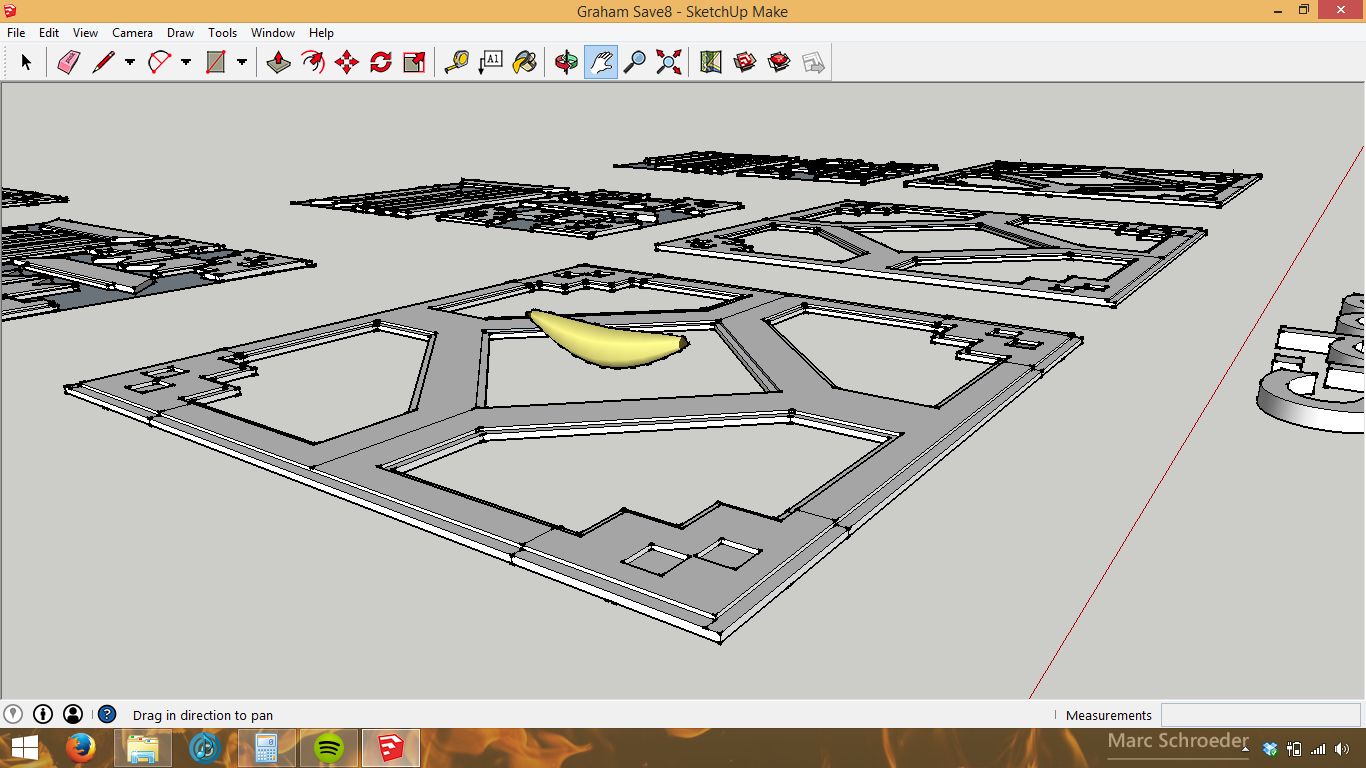 Graham Save8 - SketchUp Make
File Edit View Camera Draw Tools Window Help
A1
Drag in direction to pan
Measurements
Marc Schroeder